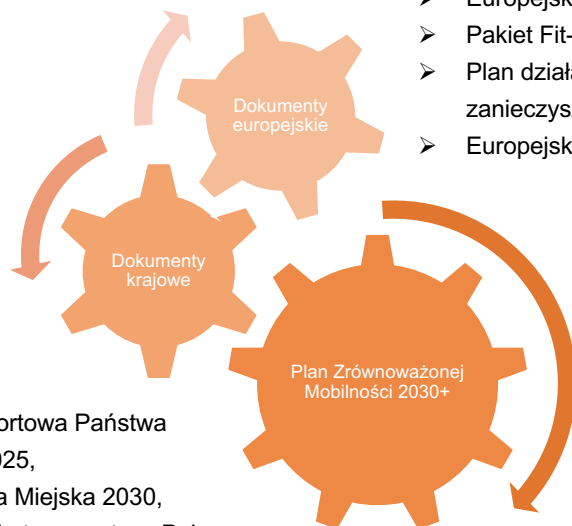 Europejsk
Pakiet Fit-
Plan dział
zanieczys
Europejsk
Dokumenty
europejskie
Dokumenty
krajowe
Plan Zrównoważonej
Mobilności 2030+
ortowa Państwa
025,
a Miejska 2030,